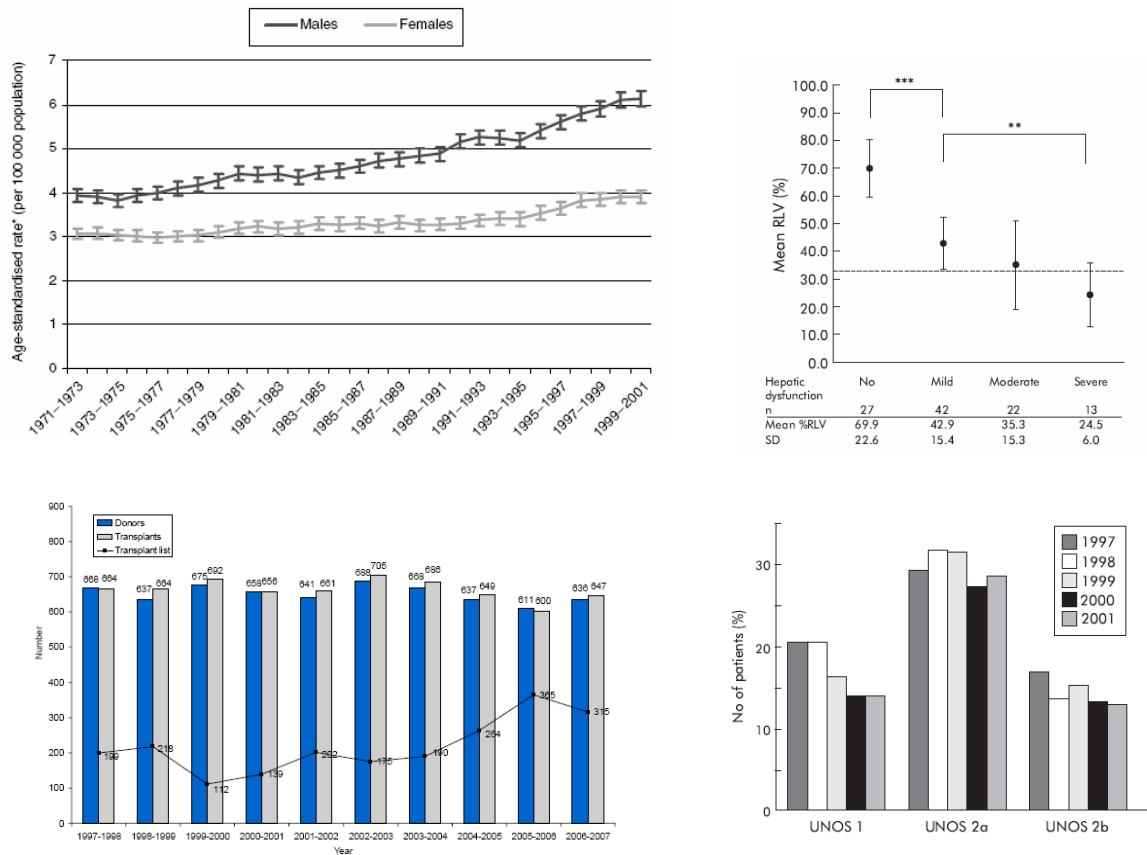 Males Females
Age-standardised rate* (per 100 000 population)
7
6
5
4
3
2
1
0
1971–1973 1973–1975 1975–1977 1977–1979 1979–1981 1981–1983 1983–1985 1985–1987 1987–1989 1989–1991 1991–1993 1993–1995 1995–1997 1997–1999 1999–2001
Mean RLV (%)
100.0
90.0
80.0
70.0
60.0
50.0
40.0
30.0
20.0
10.0
0.0
***
**
Hepatic dysfunction No Mild Moderate Severe
n 27 42 22 13
Mean %RLV 69.9 42.9 35.3 24.5
SD 22.6 15.4 15.3 6.0
Number
900
800
700
600
500
400
300
200
100
0
Donors
Transplants
Transplant list
668 664 637 664 675 692 658 656 641 661 688 705 668 686 637 649 611 600 636 647
199 218 112 139 202 175 190 264 365 315
1997-1998 1998-1999 1999-2000 2000-2001 2001-2002 2002-2003 2003-2004 2004-2005 2005-2006 2006-2007
Year
No of patients (%)
30
20
10
0
1997
1998
1999
2000
2001
UNOS 1 UNOS 2a UNOS 2b